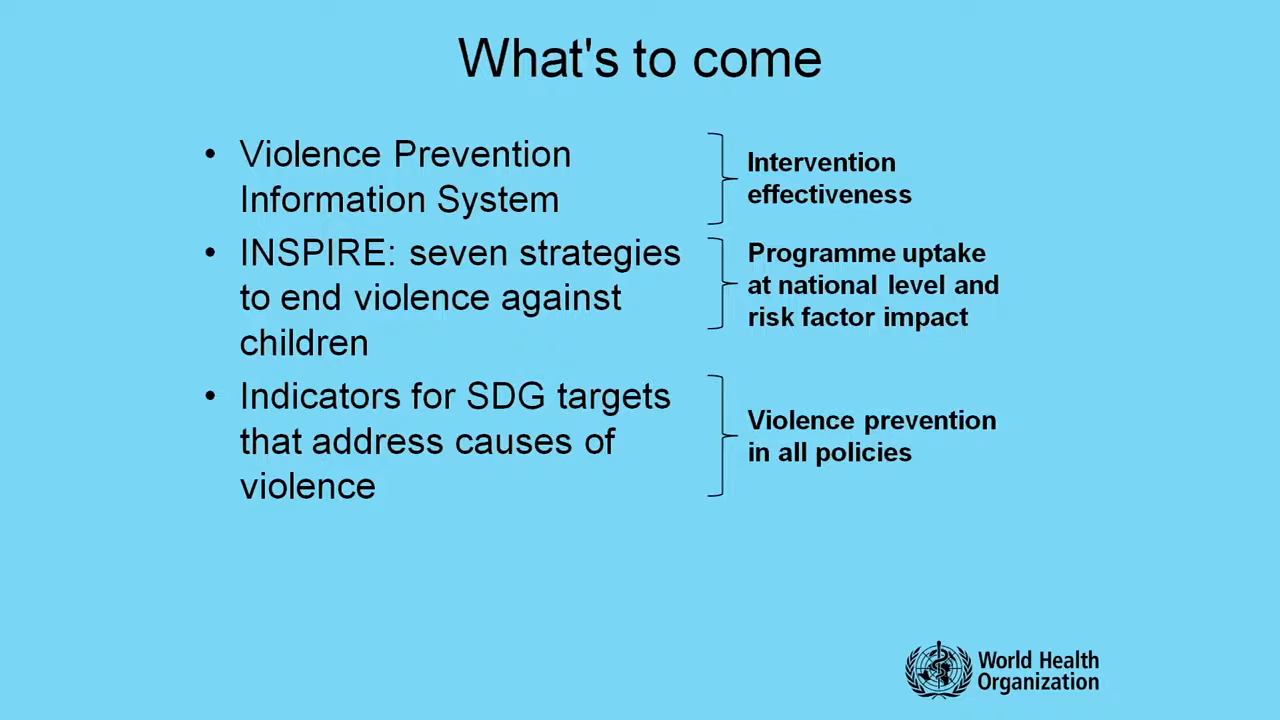 What's to come
• Violence Prevention
Information System
Intervention
effectiveness
• INSPIRE: seven strategies
to end violence against
children
Programme uptake
at national level and
risk factor impact
• Indicators for SDG targets
that address causes of
violence
Violence prevention
in all policies
World Health
Organization